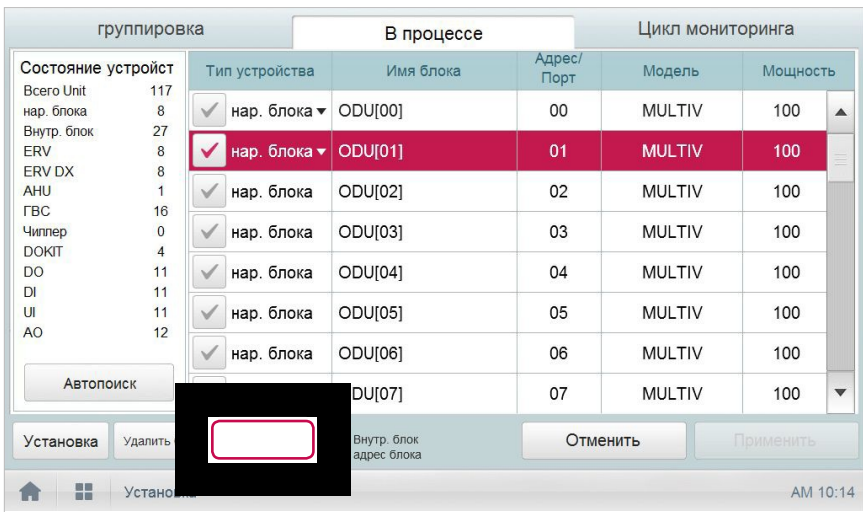 группировка
В процессе
Цикл мониторинга
Состояние устройст
Всего Unit 117
нар. блока 8
Внутр. блок 27
ERV 8
ERV DX 8
AHU 1
ГВС 16
Чиппер 0
DOKIT 4
DO 11
DI 11
UI 11
AO 12
Автопоиск
Тип устройства Имя блока Адрес/Порт Модель Мощность
нар. блока ODU[00] 00 MULTIV 100
нар. блока ODU[01] 01 MULTIV 100
нар. блока ODU[02] 02 MULTIV 100
нар. блока ODU[03] 03 MULTIV 100
нар. блока ODU[04] 04 MULTIV 100
нар. блока ODU[05] 05 MULTIV 100
нар. блока ODU[06] 06 MULTIV 100
DU[07] 07 MULTIV 100
Установка
Удалить
Внутр. блок
адрес блока
Отменить
Применить
AM 10:14